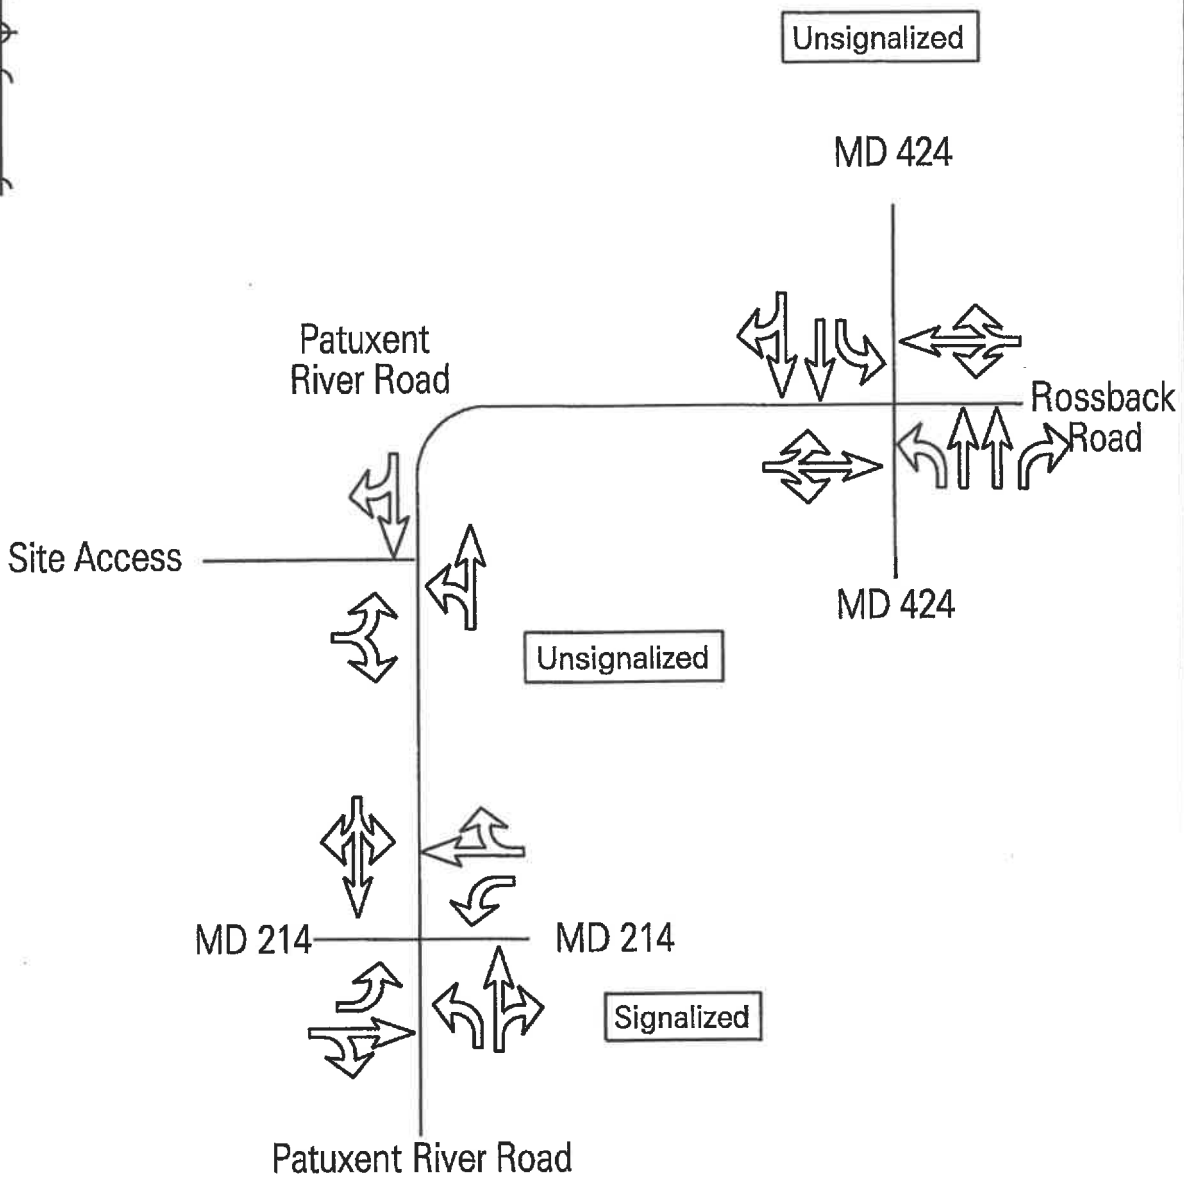 Unsignalized
MD 424
Patuxent
River Road
Rossback
Road
Site Access
MD 424
Unsignalized
MD 214
MD 214
Signalized
Patuxent River Road